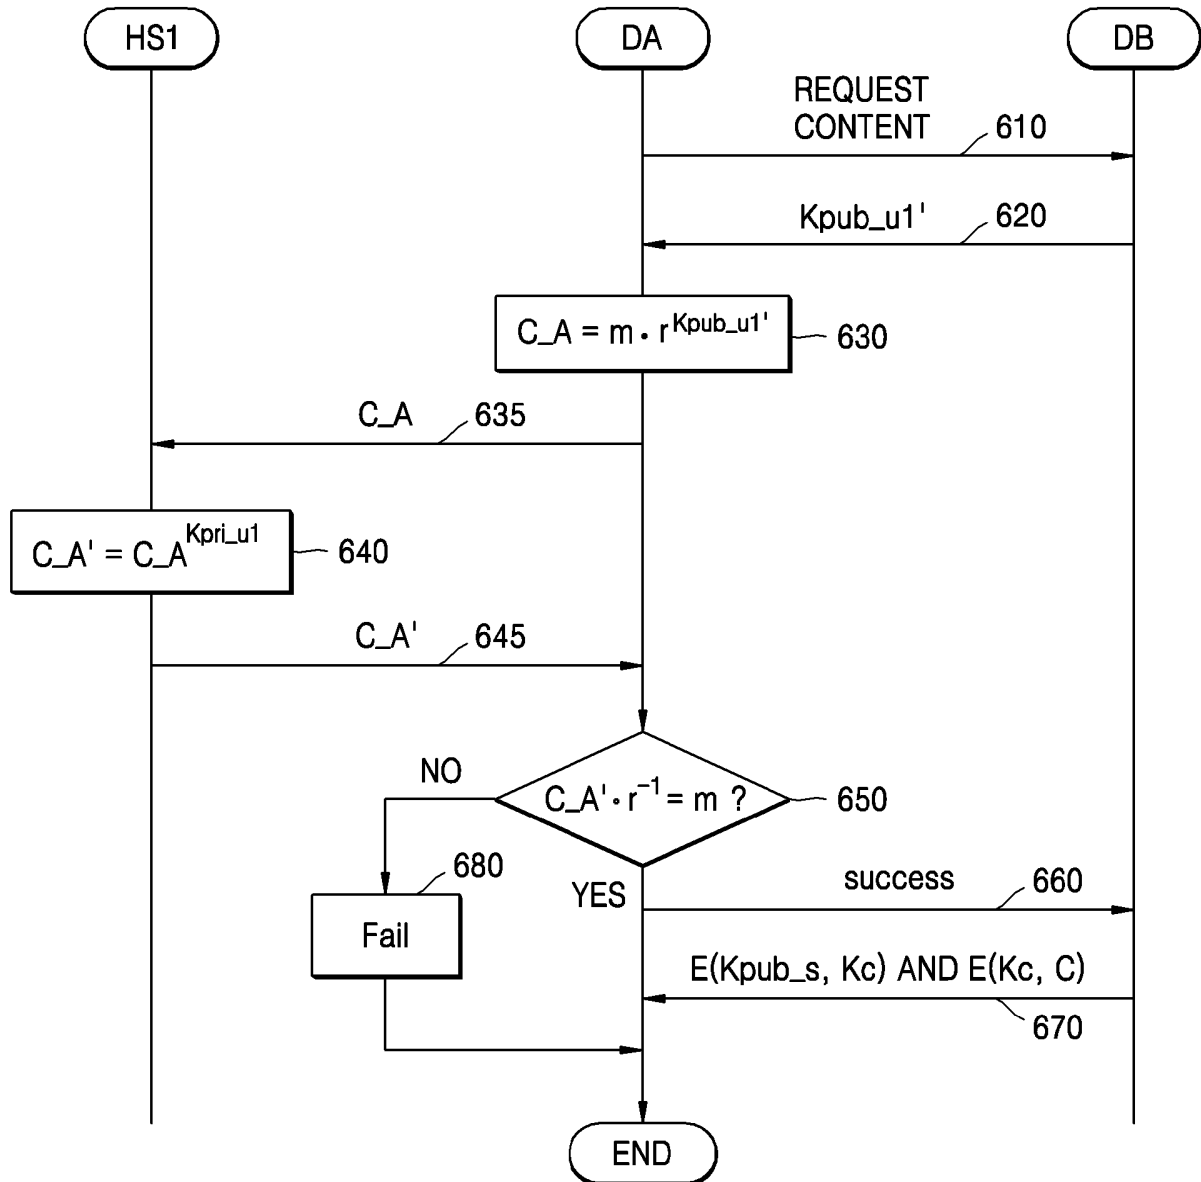 HS1
DA
DB
REQUEST
CONTENT
610
Kpub_u1'
620
C_A = m · r^Kpub_u1'
630
C_A
635
C_A' = C_A^Kpri_u1
640
C_A'
645
NO
C_A' · r^-1 = m ?
650
680
YES
success
660
Fail
E(Kpub_s, Kc) AND E(Kc, C)
670
END